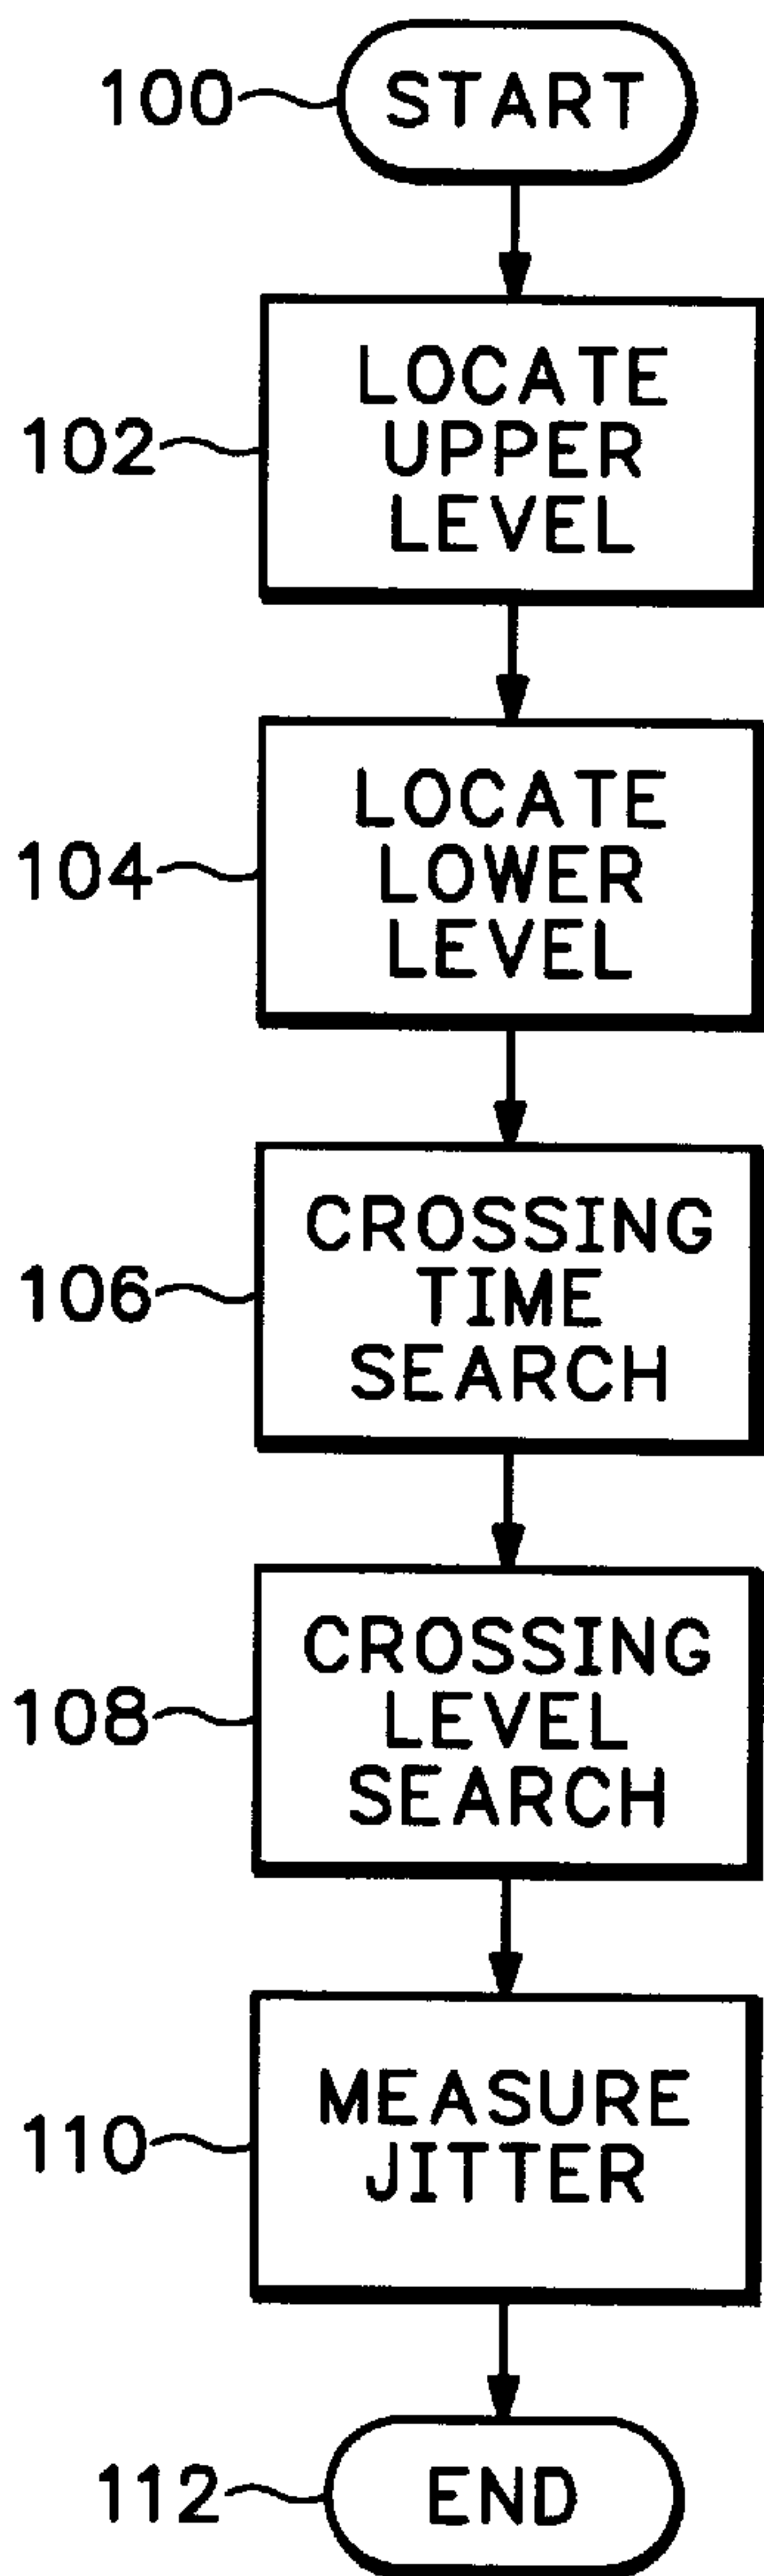 100
START
102
LOCATE
UPPER
LEVEL
104
LOCATE
LOWER
LEVEL
106
CROSSING
TIME
SEARCH
108
CROSSING
LEVEL
SEARCH
110
MEASURE
JITTER
112
END